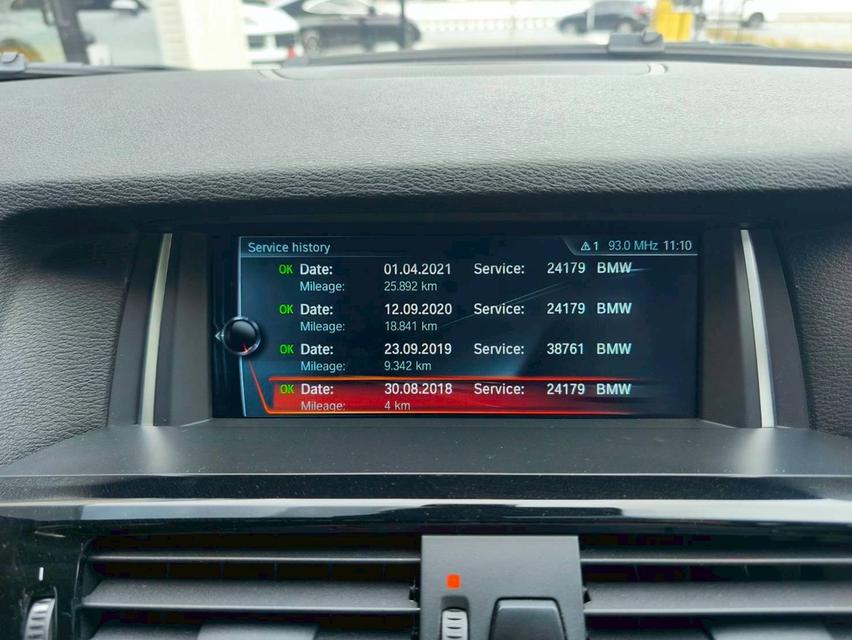 Service history 1 93.0 MHz 11:10
OK Date: 01.04.2021 Service: 24179 BMW
Mileage: 25.892 km
OK Date: 12.09.2020 Service: 24179 BMW
Mileage: 18.841 km
OK Date: 23.09.2019 Service: 38761 BMW
Mileage: 9.342 km
OK Date: 30.08.2018 Service: 24179 BMW
Mileage: 4 km